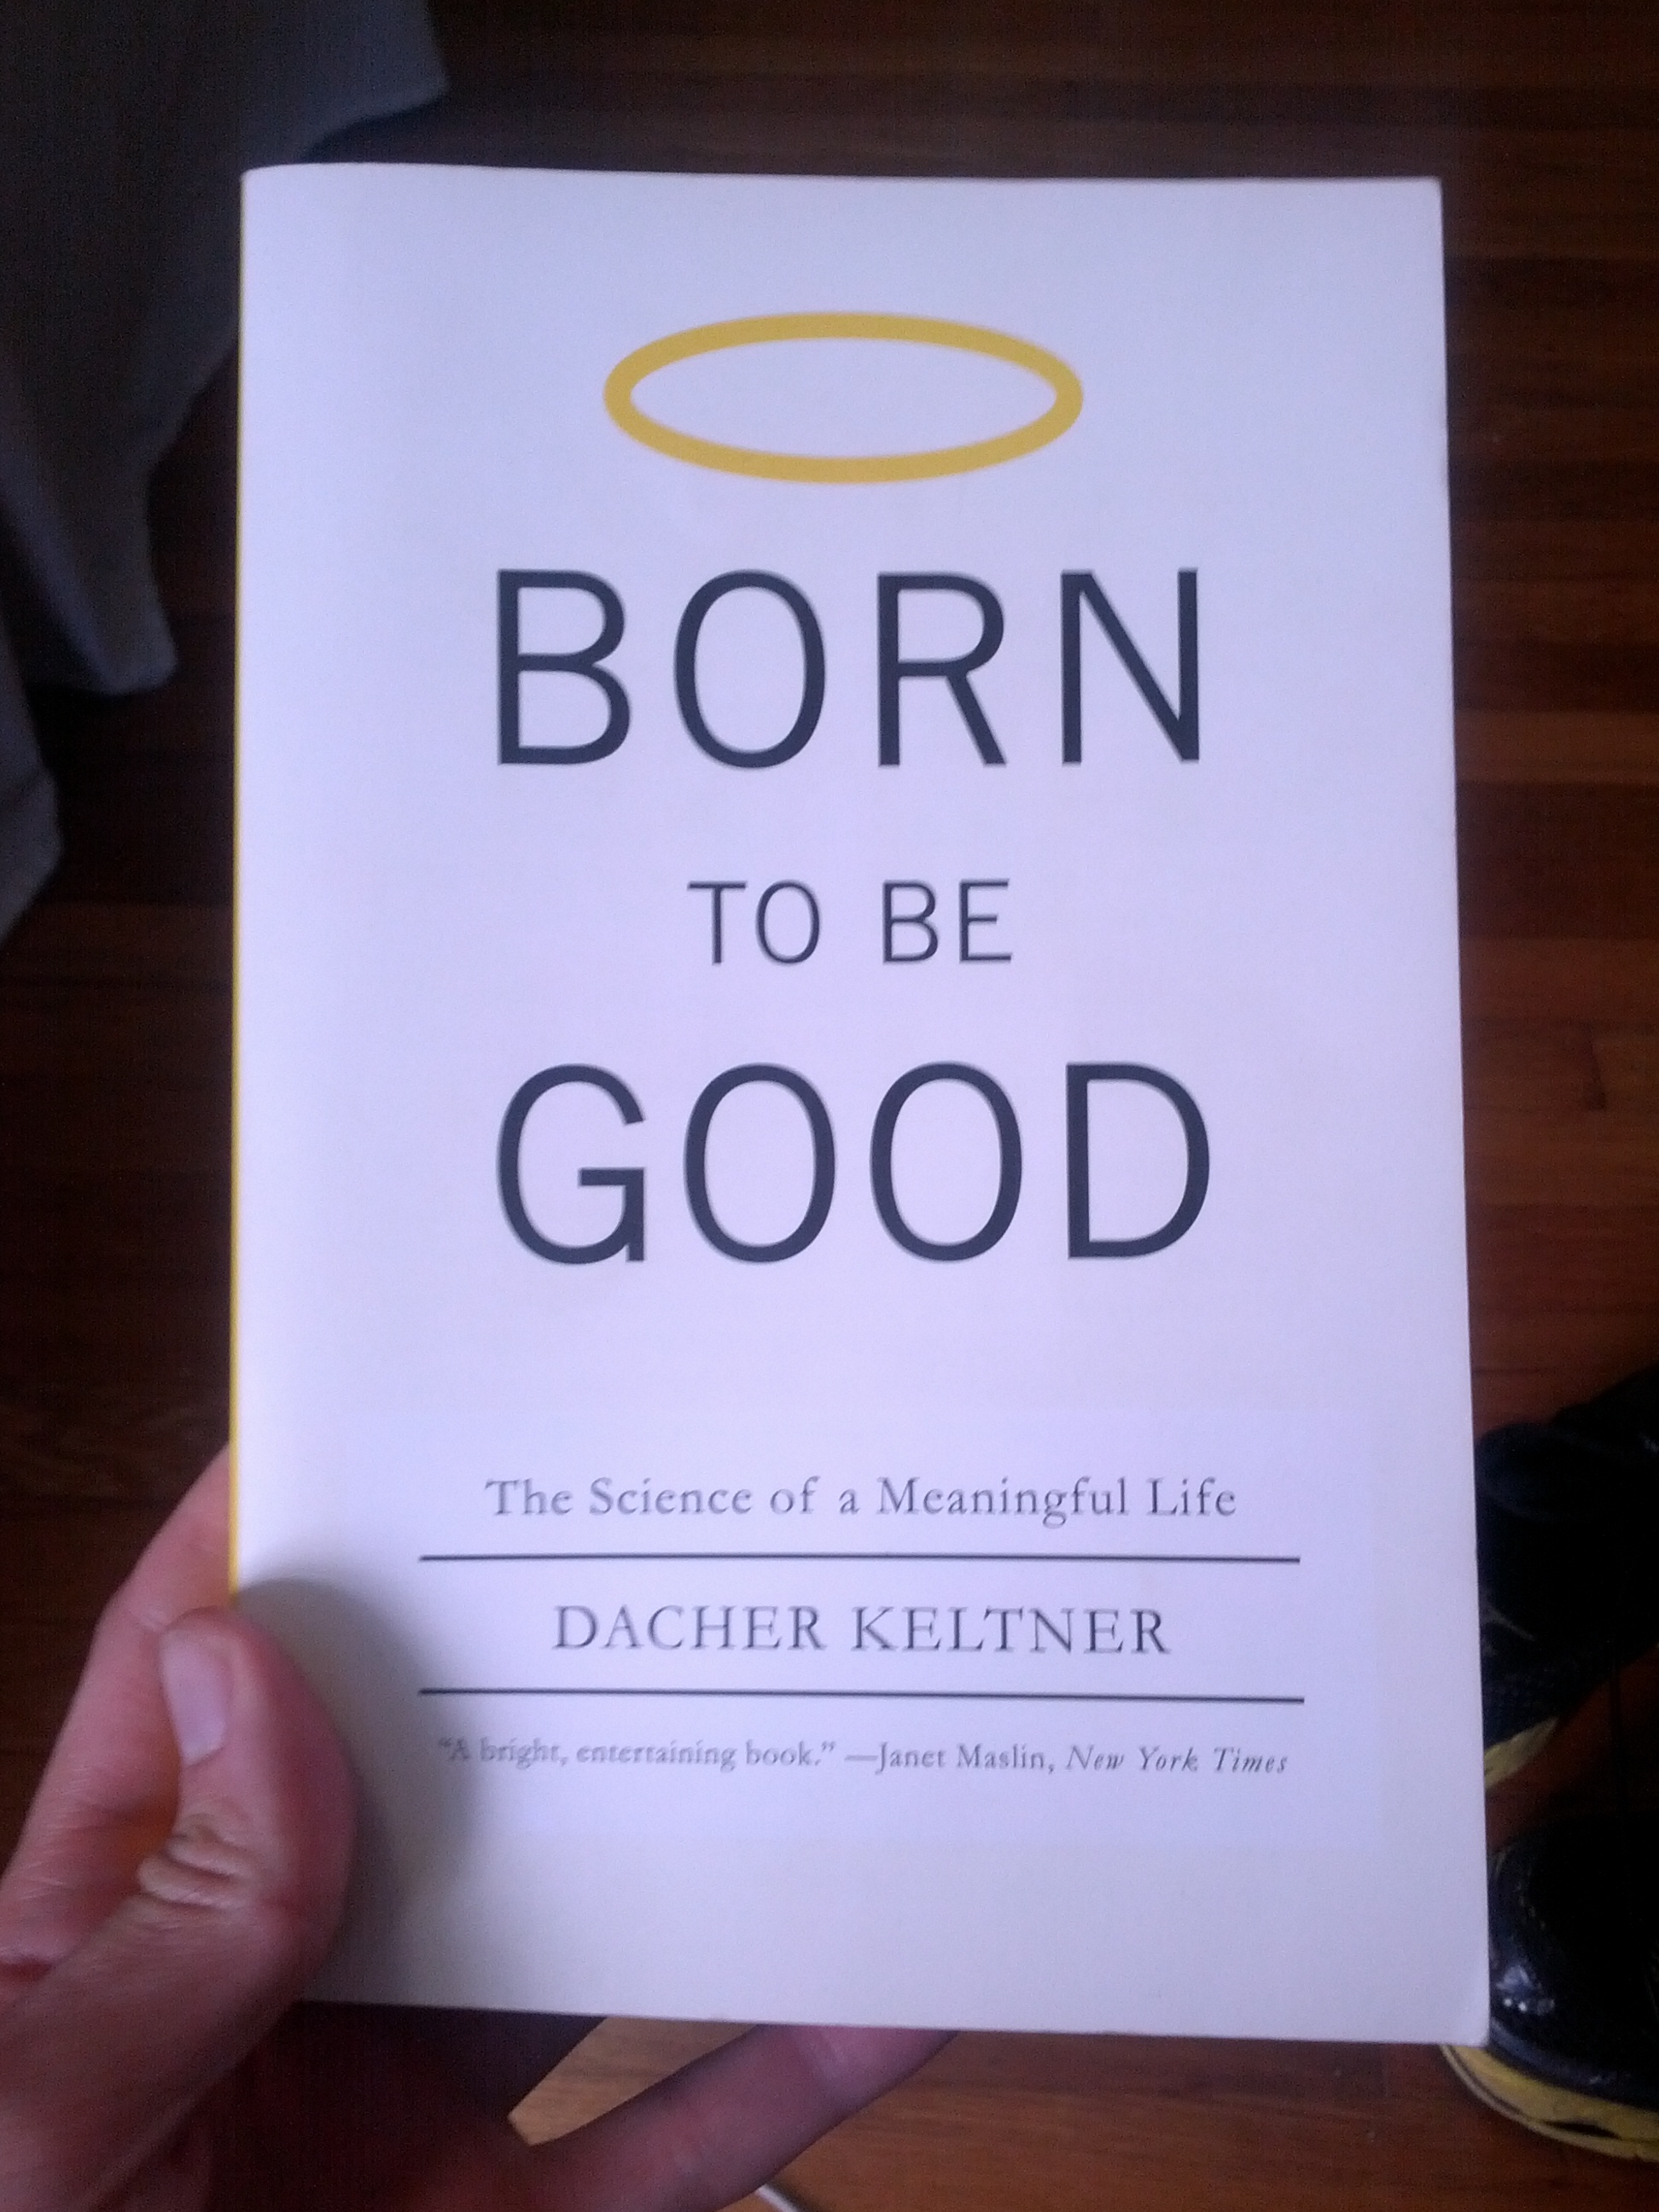 BORN
TO BE
GOOD
The Science of a Meaningful Life
DACHER KELTNER
“A bright, entertaining book.” —Janet Maslin, New York Times